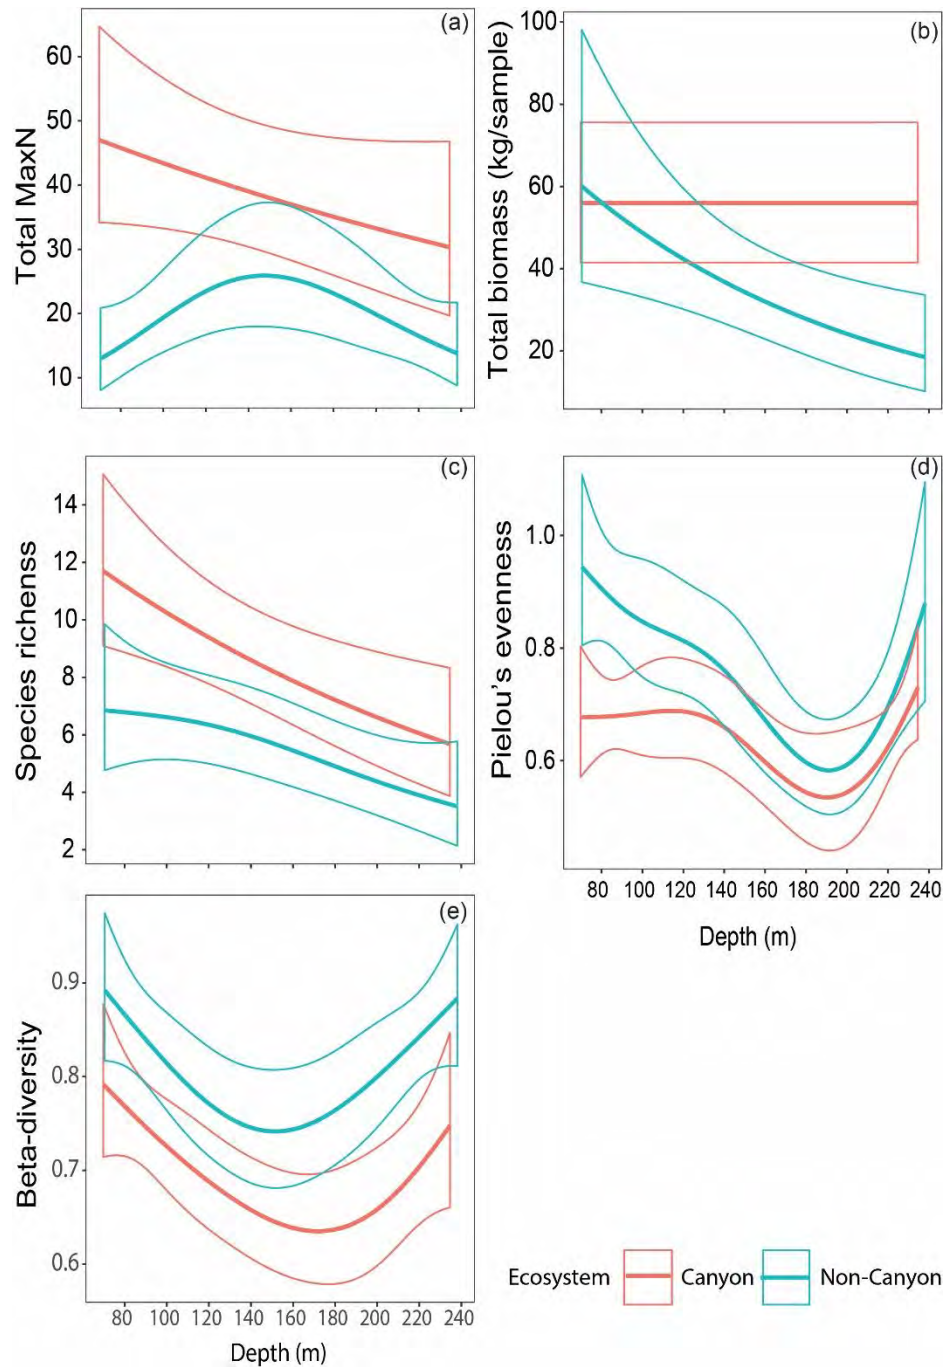 (a)
Total MaxN
60
50
40
30
20
10
(b)
Total biomass (kg/sample)
100
80
60
40
20
(c)
Species richenss
14
12
10
8
6
4
2
(d)
Pielou's evenness
1.0
0.8
0.6
80 100 120 140 160 180 200 220 240
Depth (m)
(e)
Beta-diversity
0.9
0.8
0.7
0.6
80 100 120 140 160 180 200 220 240
Depth (m)
Ecosystem Canyon Non-Canyon